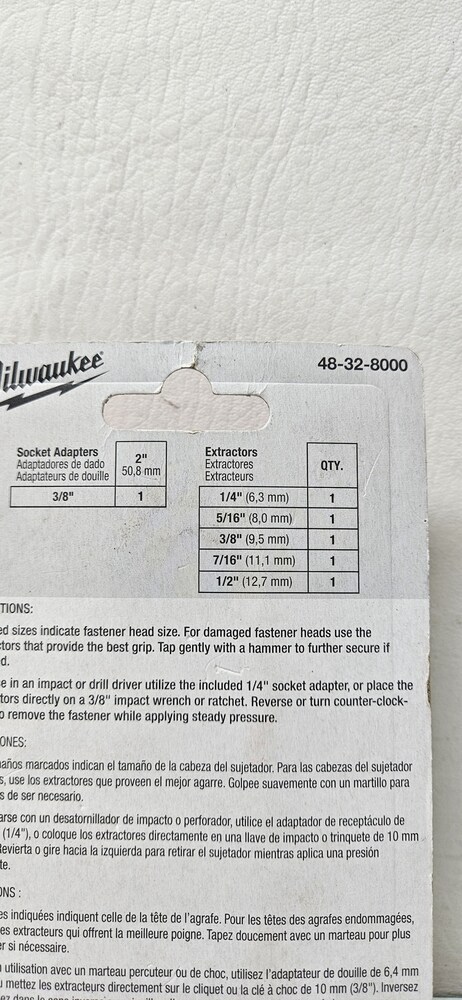 Milwaukee
48-32-8000
Socket Adapters
Adaptadores de dado
Adaptateurs de douille
2"
50,8 mm
3/8" 1
Extractors
Extractores
Extracteurs
QTY.
1/4" (6,3 mm) 1
5/16" (8,0 mm) 1
3/8" (9,5 mm) 1
7/16" (11,1 mm) 1
1/2" (12,7 mm) 1
TIONS:
ed sizes indicate fastener head size. For damaged fastener heads use the
tors that provide the best grip. Tap gently with a hammer to further secure if
d.
e in an impact or drill driver utilize the included 1/4" socket adapter, or place the
tors directly on a 3/8" impact wrench or ratchet. Reverse or turn counter-clock-
o remove the fastener while applying steady pressure.
ONES:
años marcados indican el tamaño de la cabeza del sujetador. Para las cabezas del sujetador
s, use los extractores que proveen el mejor agarre. Golpee suavemente con un martillo para
s de ser necesario.
arse con un desatornillador de impacto o perforador, utilice el adaptador de receptáculo de
(1/4"), o coloque los extractores directamente en una llave de impacto o trinquete de 10 mm
Revierta o gire hacia la izquierda para retirar el sujetador mientras aplica una presión
te.
ONS :
es indiquées indiquent celle de la tête de l'agrafe. Pour les têtes des agrafes endommagées,
es extracteurs qui offrent la meilleure poigne. Tapez doucement avec un marteau pour plus
er si nécessaire.
utilisation avec un marteau percuteur ou de choc, utilisez l'adaptateur de douille de 6,4 mm
u mettez les extracteurs directement sur le cliquet ou la clé à choc de 10 mm (3/8"). Inversez